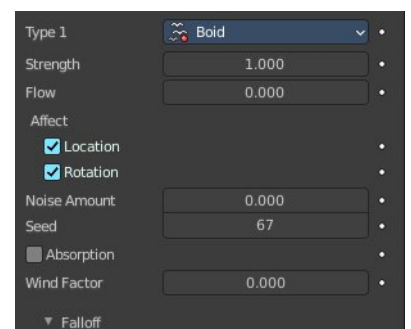 Type 1 Boid
Strength 1.000
Flow 0.000
Affect
Location
Rotation
Noise Amount 0.000
Seed 67
Absorption
Wind Factor 0.000
Falloff